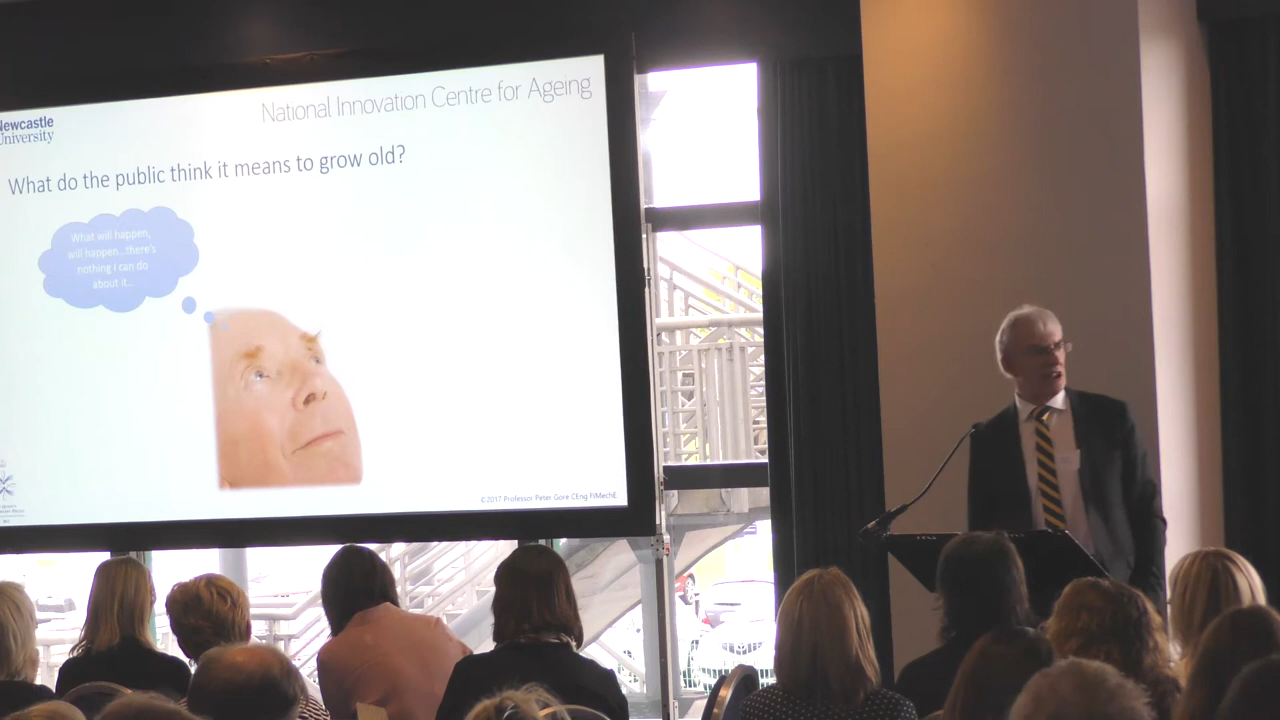 National Innovation Centre for Ageing
Newcastle
University
What do the public think it means to grow old?
What will happen,
will happen...there's
nothing I can do
about it...
©2017 Professor Peter Gore CEng FIMechE